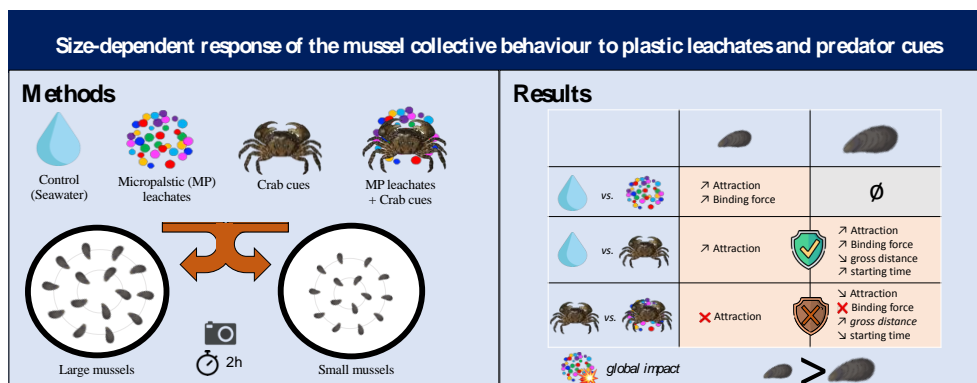 Size-dependent response of the mussel collective behaviour to plastic leachates and predator cues
Methods
Control
(Seawater)
Micropalstic (MP)
leachates
Crab cues
MP leachates
+ Crab cues
Large mussels
2h
Small mussels
Results
vs.
↗ Attraction
↗ Binding force
Ø
vs.
↗ Attraction
↗ Attraction
↗ Binding force
↘ gross distance
↗ starting time
vs.
❌ Attraction
↘ Attraction
❌ Binding force
↗ gross distance
↘ starting time
global impact
>